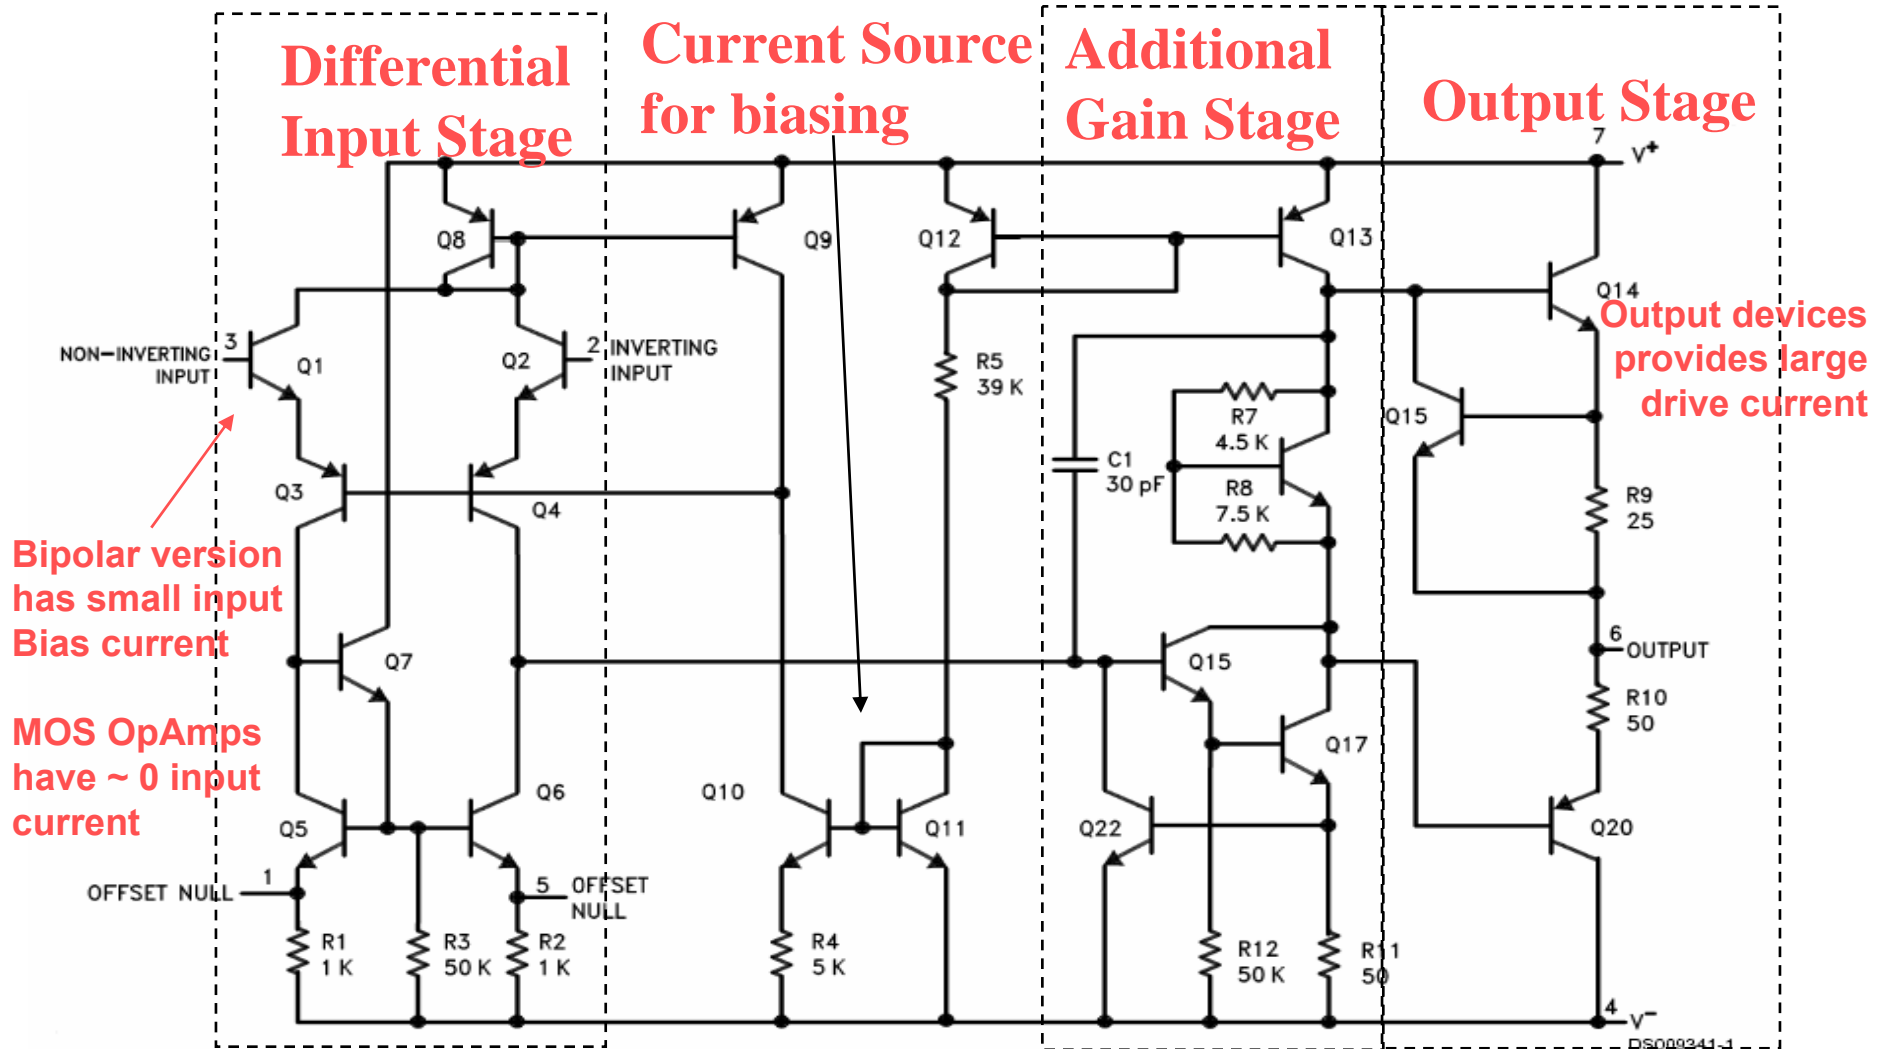 Differential
Input Stage
Current Source
for biasing
Additional
Gain Stage
Output Stage
7
V+
Q8
Q9
Q12
Q13
Q14
Output devices
provides large
drive current
3
NON-INVERTING
INPUT
Q1
Q2
2
INVERTING
INPUT
R5
39 K
R7
4.5 K
Q15
C1
30 pF
R8
7.5 K
Q3
Q4
R9
25
Bipolar version
has small input
Bias current
Q7
Q15
6
OUTPUT
R10
50
MOS OpAmps
have ~ 0 input
current
Q17
Q5
Q6
Q10
Q11
Q22
Q20
1
OFFSET NULL
5
OFFSET
NULL
R1
1 K
R3
50 K
R2
1 K
R4
5 K
R12
50 K
R11
50
4
V-
DS009341-1